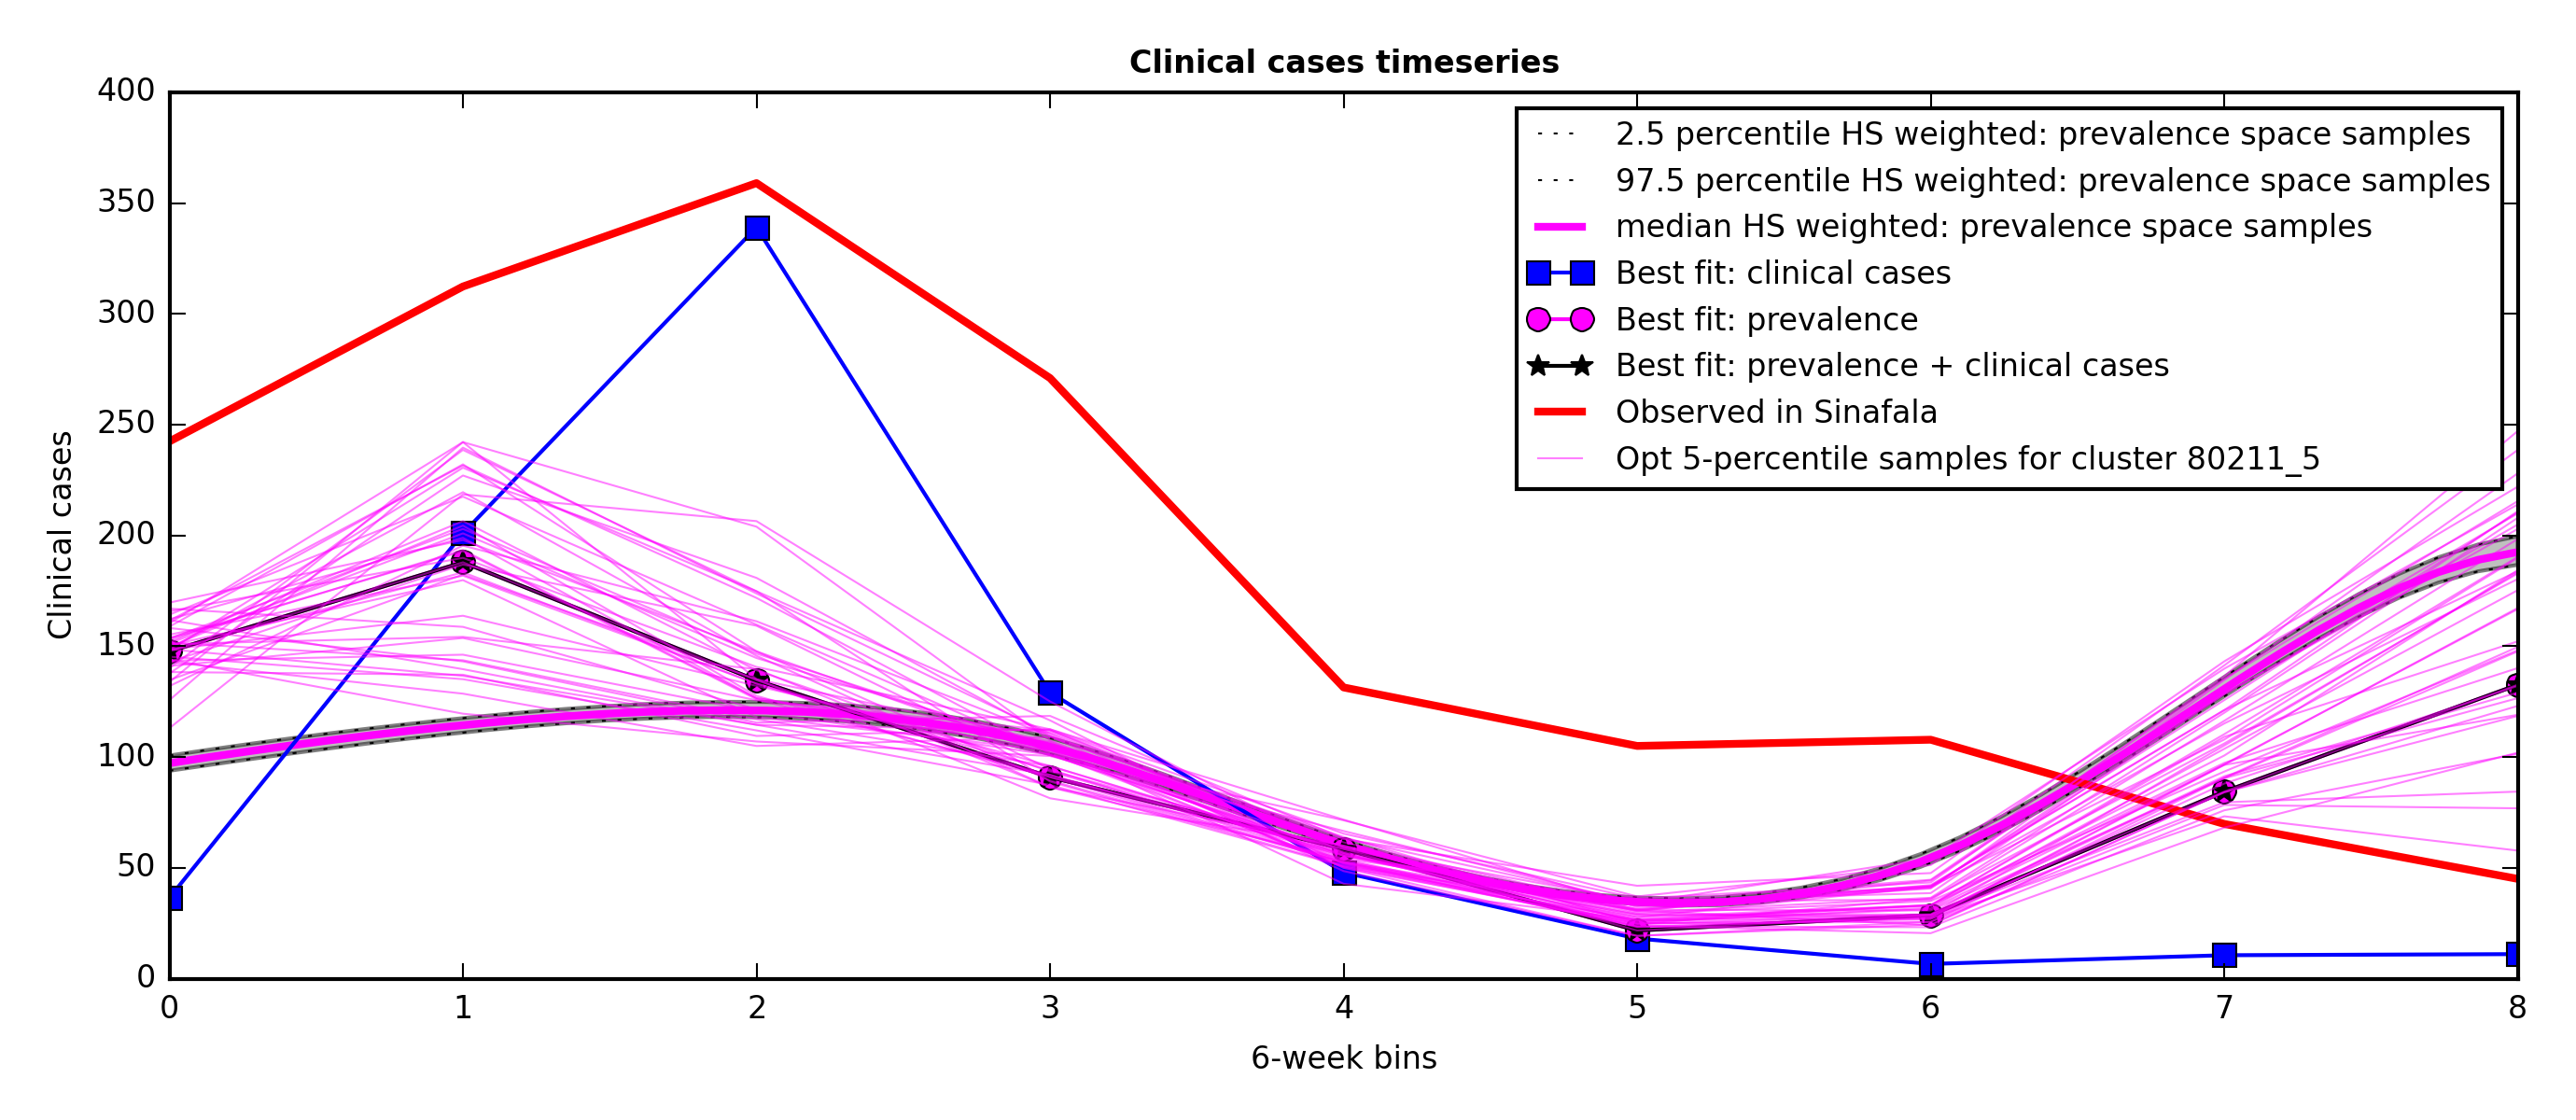 Clinical cases timeseries
400
350
300
250
200
150
100
50
0
Clinical cases
2.5 percentile HS weighted: prevalence space samples
97.5 percentile HS weighted: prevalence space samples
median HS weighted: prevalence space samples
Best fit: clinical cases
Best fit: prevalence
Best fit: prevalence + clinical cases
Observed in Sinafala
Opt 5-percentile samples for cluster 80211_5
0 1 2 3 4 5 6 7 8
6-week bins